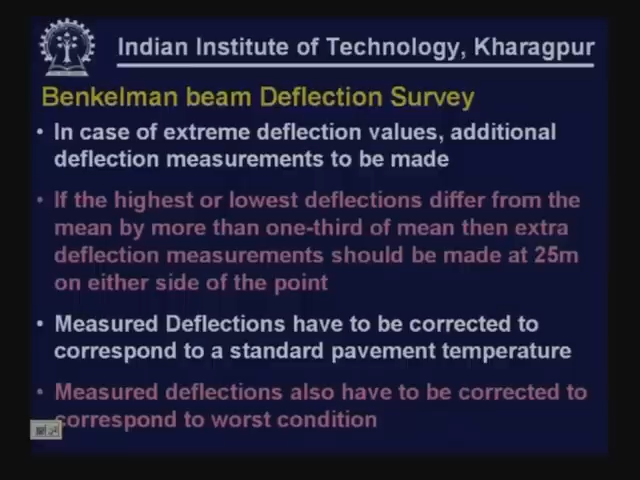 Indian Institute of Technology, Kharagpur
Benkelman beam Deflection Survey
• In case of extreme deflection values, additional
deflection measurements to be made
• If the highest or lowest deflections differ from the
mean by more than one-third of mean then extra
deflection measurements should be made at 25m
on either side of the point
• Measured Deflections have to be corrected to
correspond to a standard pavement temperature
• Measured deflections also have to be corrected to
correspond to worst condition